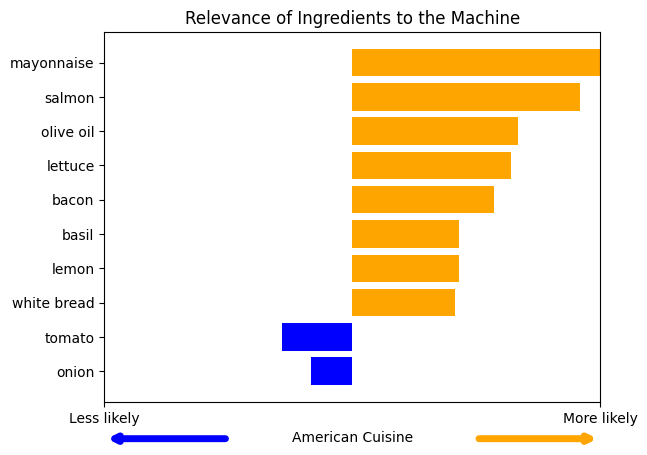 Relevance of Ingredients to the Machine
mayonnaise
salmon
olive oil
lettuce
bacon
basil
lemon
white bread
tomato
onion
Less likely
More likely
American Cuisine